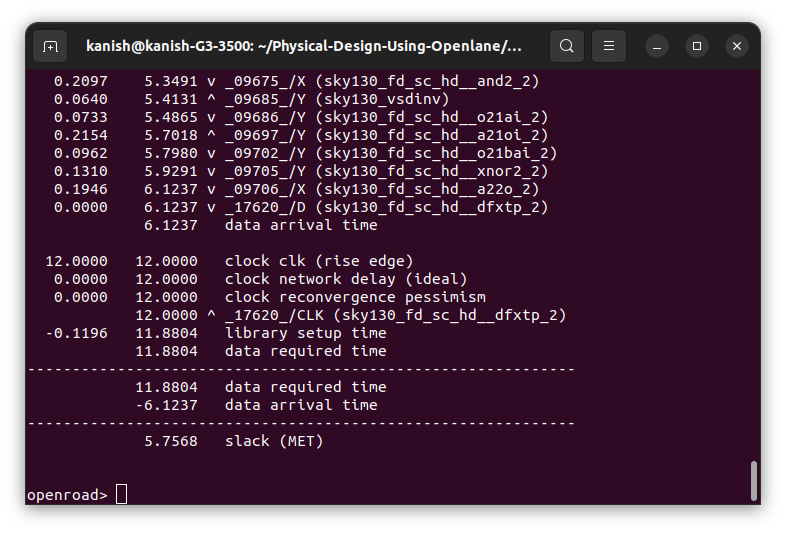 kanish@kanish-G3-3500: ~/Physical-Design-Using-Openlane/...
0.2097 5.3491 v _09675_/X (sky130_fd_sc_hd__and2_2)
0.0640 5.4131 ^ _09685_/Y (sky130_vsdinv)
0.0733 5.4865 v _09686_/Y (sky130_fd_sc_hd__o21ai_2)
0.2154 5.7018 ^ _09697_/Y (sky130_fd_sc_hd__a21oi_2)
0.0962 5.7980 v _09702_/Y (sky130_fd_sc_hd__o21bai_2)
0.1310 5.9291 v _09705_/Y (sky130_fd_sc_hd__xnor2_2)
0.1946 6.1237 v _09706_/X (sky130_fd_sc_hd__a22o_2)
0.0000 6.1237 v _17620_/D (sky130_fd_sc_hd__dfxtp_2)
6.1237 data arrival time
12.0000 12.0000 clock clk (rise edge)
0.0000 12.0000 clock network delay (ideal)
0.0000 12.0000 clock reconvergence pessimism
12.0000 ^ _17620_/CLK (sky130_fd_sc_hd__dfxtp_2)
-0.1196 11.8804 library setup time
11.8804 data required time
-------------------------------------------------------------
11.8804 data required time
-6.1237 data arrival time
-------------------------------------------------------------
5.7568 slack (MET)
openroad>